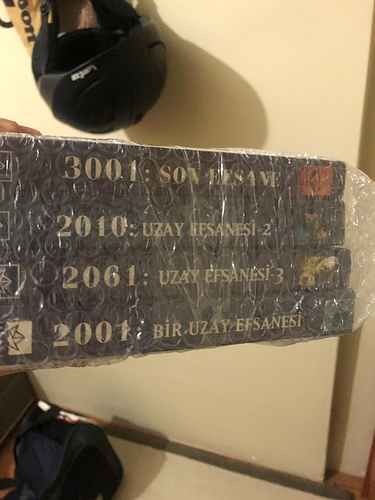 3001: SON EFSANE
2010: UZAY EFSANESİ-2
2061: UZAY EFSANESİ-3
2001: BİR UZAY EFSANESİ